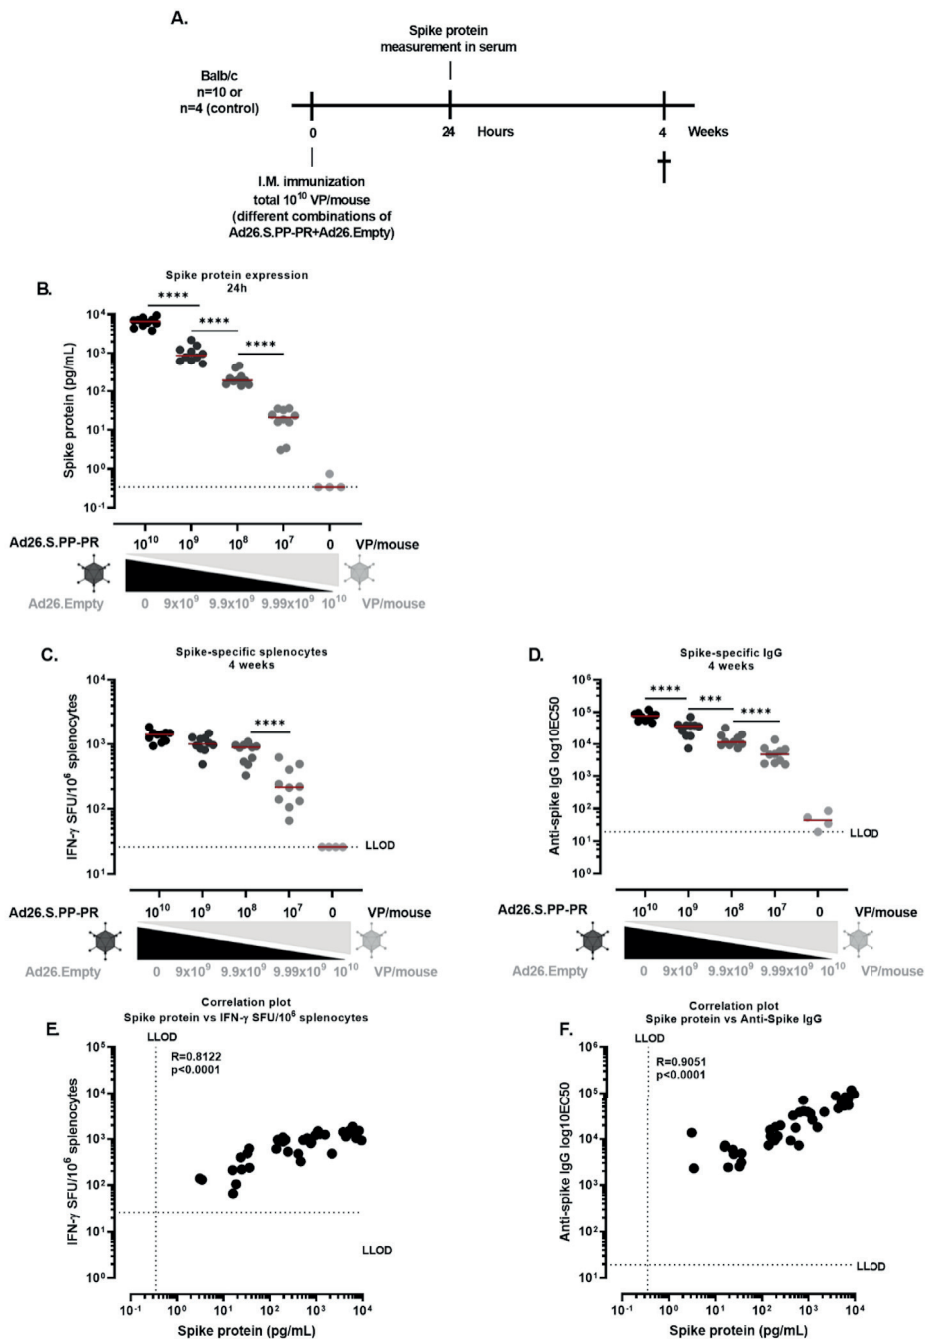 A.
Spike protein
measurement in serum
Balb/c
n=10 or
n=4 (control)
0
24
Hours
4
Weeks
I.M. immunization
total 10¹⁰ VP/mouse
(different combinations of
Ad26.S.PP-PR+Ad26.Empty)
B.
Spike protein expression
24h
****
****
****
Spike protein (pg/mL)
10⁴
10³
10²
10¹
10⁰
10⁻¹
Ad26.S.PP-PR 10¹⁰ 10⁹ 10⁸ 10⁷ 0 VP/mouse
Ad26.Empty 0 9x10⁹ 9.9x10⁹ 9.99x10⁹ 10¹⁰ VP/mouse
C.
Spike-specific splenocytes
4 weeks
****
IFN-γ SFU/10⁶ splenocytes
10⁴
10³
10²
10¹
LLOD
Ad26.S.PP-PR 10¹⁰ 10⁹ 10⁸ 10⁷ 0 VP/mouse
Ad26.Empty 0 9x10⁹ 9.9x10⁹ 9.99x10⁹ 10¹⁰ VP/mouse
D.
Spike-specific IgG
4 weeks
****
***
****
Anti-spike IgG log10EC50
10⁶
10⁵
10⁴
10³
10²
10¹
10⁰
LLOD
Ad26.S.PP-PR 10¹⁰ 10⁹ 10⁸ 10⁷ 0 VP/mouse
Ad26.Empty 0 9x10⁹ 9.9x10⁹ 9.99x10⁹ 10¹⁰ VP/mouse
E.
Correlation plot
Spike protein vs IFN-γ SFU/10⁶ splenocytes
LLOD
R=0.8122
p<0.0001
IFN-γ SFU/10⁶ splenocytes
10⁵
10⁴
10³
10²
10¹
10⁰
LLOD
10⁻¹ 10⁰ 10¹ 10² 10³ 10⁴
Spike protein (pg/mL)
F.
Correlation plot
Spike protein vs Anti-Spike IgG
LLOD
R=0.9051
p<0.0001
Anti-spike IgG log10EC50
10⁶
10⁵
10⁴
10³
10²
10¹
LLOD
10⁻¹ 10⁰ 10¹ 10² 10³ 10⁴
Spike protein (pg/mL)